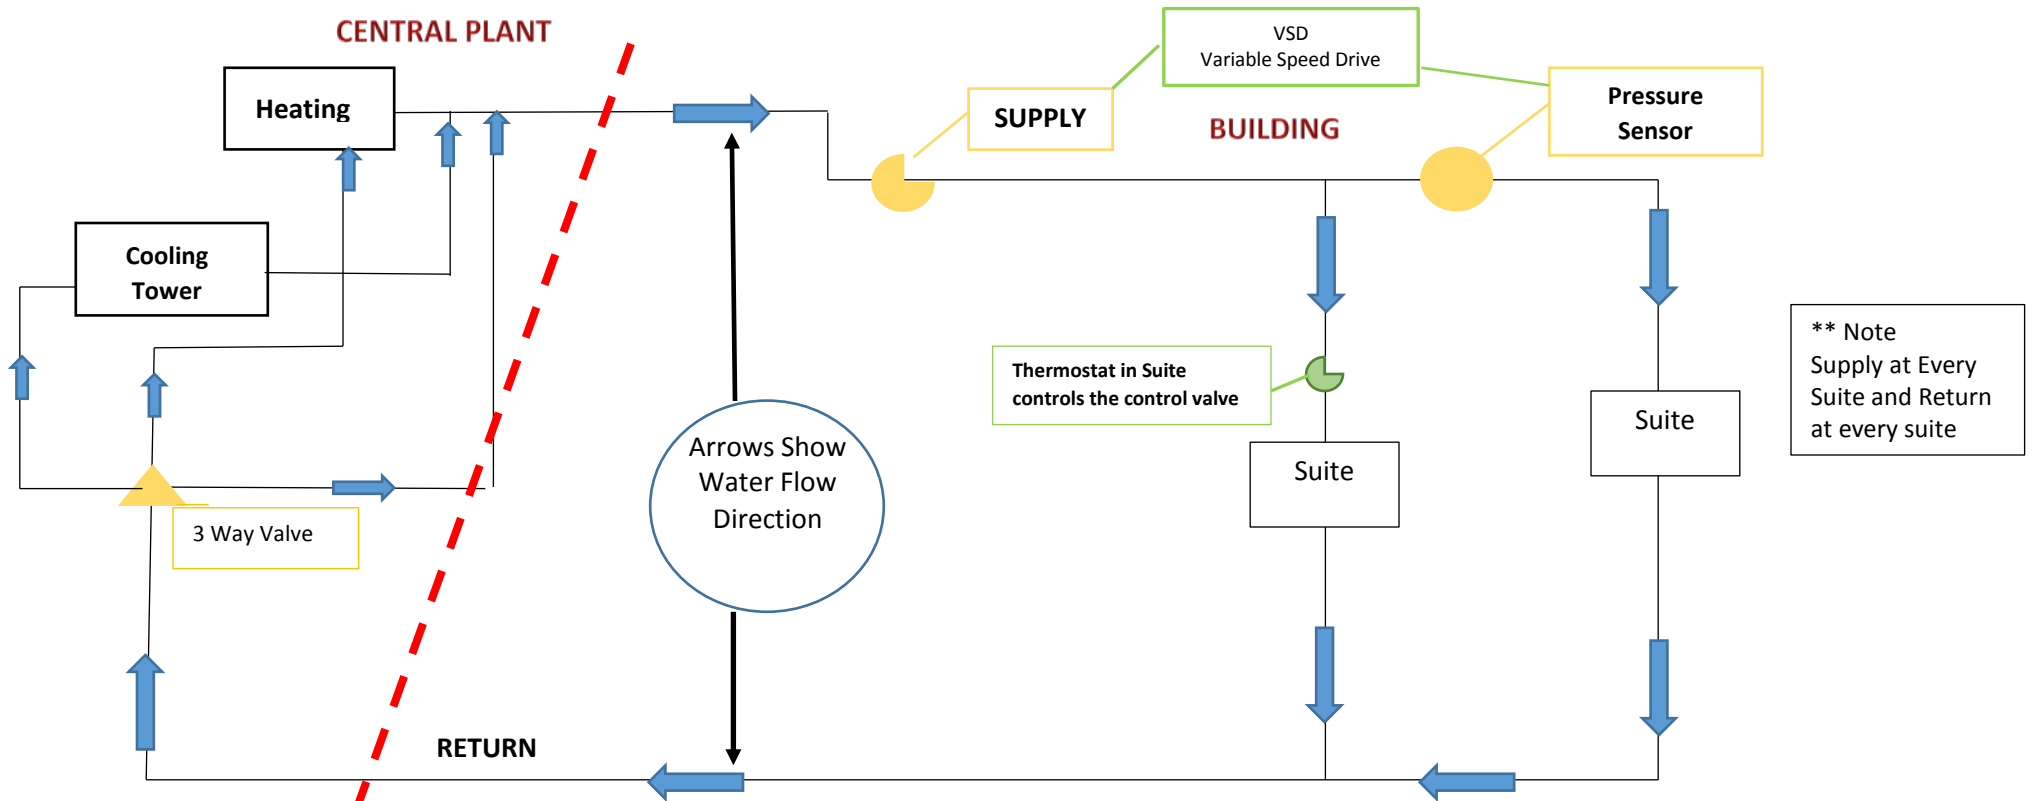 CENTRAL PLANT
VSD
Variable Speed Drive
Heating
SUPPLY
BUILDING
Pressure
Sensor
Cooling
Tower
** Note
Supply at Every
Suite and Return
at every suite
Thermostat in Suite
controls the control valve
Arrows Show
Water Flow
Direction
Suite
Suite
3 Way Valve
RETURN